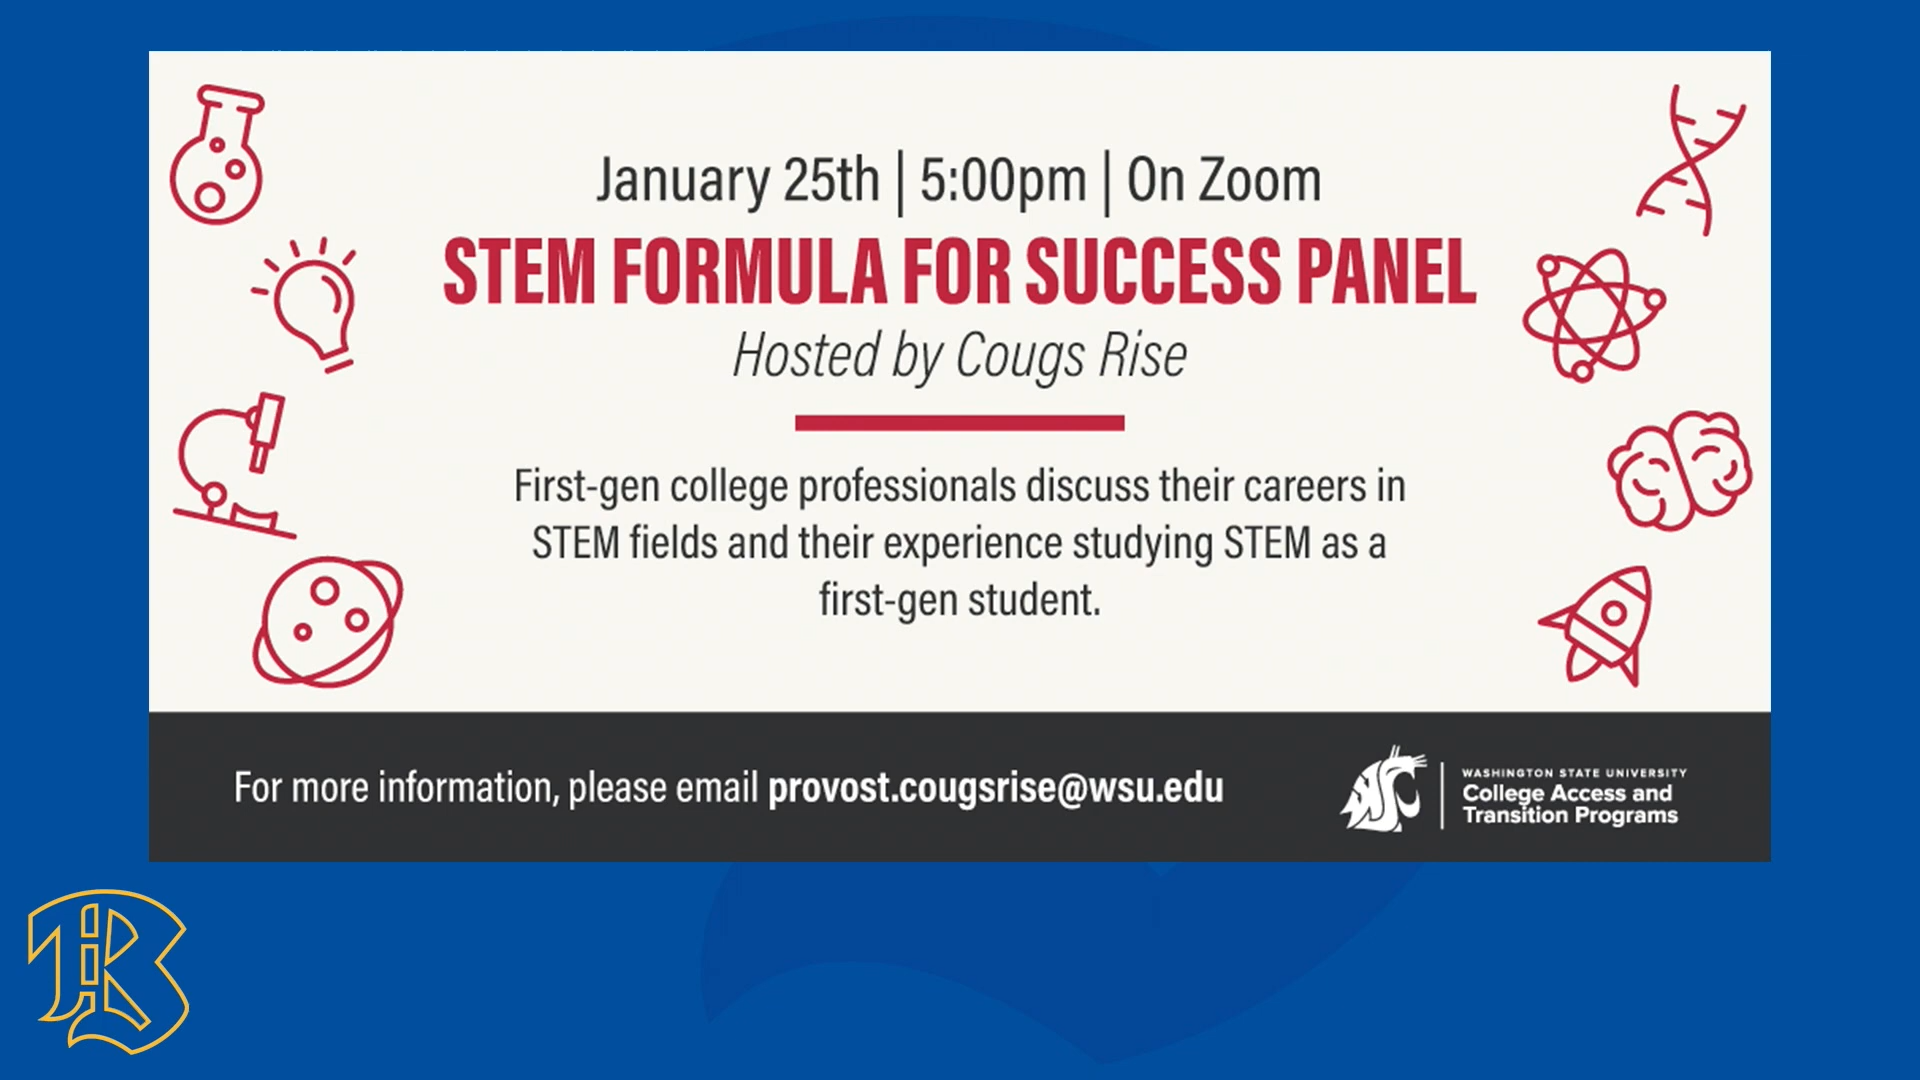 January 25th | 5:00pm | On Zoom
STEM FORMULA FOR SUCCESS PANEL
Hosted by Cougs Rise
First-gen college professionals discuss their careers in
STEM fields and their experience studying STEM as a
first-gen student.
For more information, please email provost.cougsrise@wsu.edu
WASHINGTON STATE UNIVERSITY
College Access and
Transition Programs